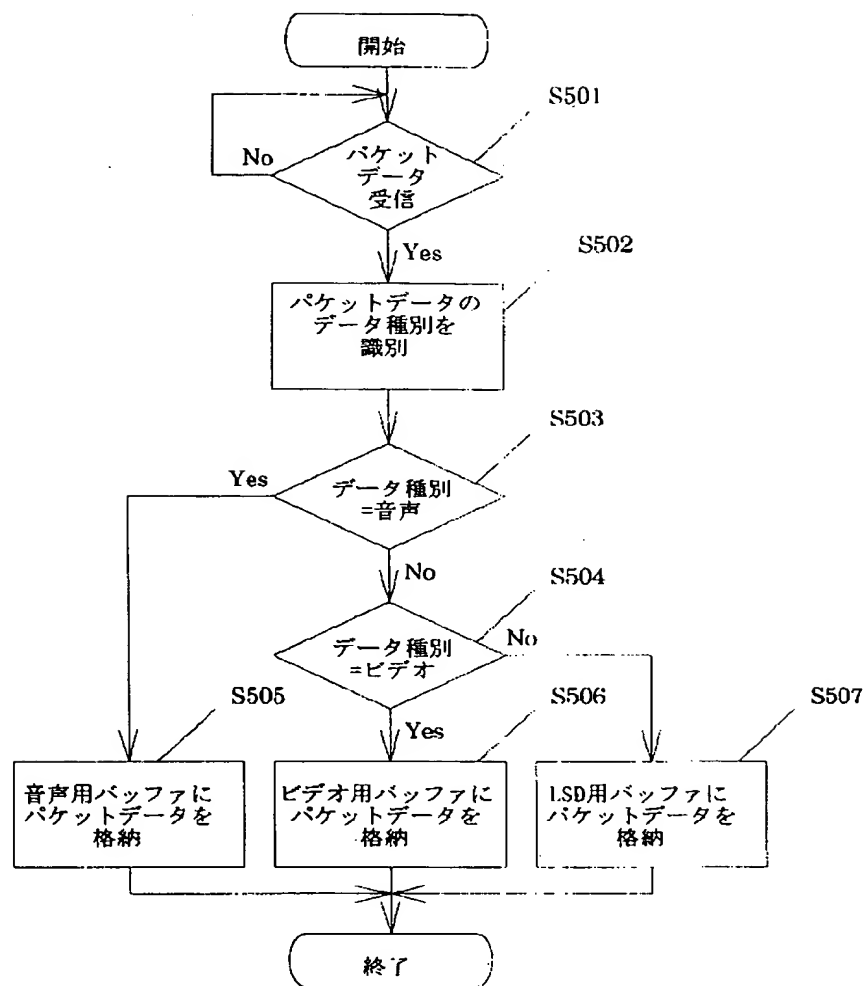 開始
S501
No
パケット
データ
受信
Yes
S502
パケットデータの
データ種別を
識別
S503
Yes
データ種別
=音声
No
S504
データ種別
=ビデオ
No
S505
Yes
S506
S507
音声用バッファに
パケットデータを
格納
ビデオ用バッファに
パケットデータを
格納
LSD用バッファに
パケットデータを
格納
終了